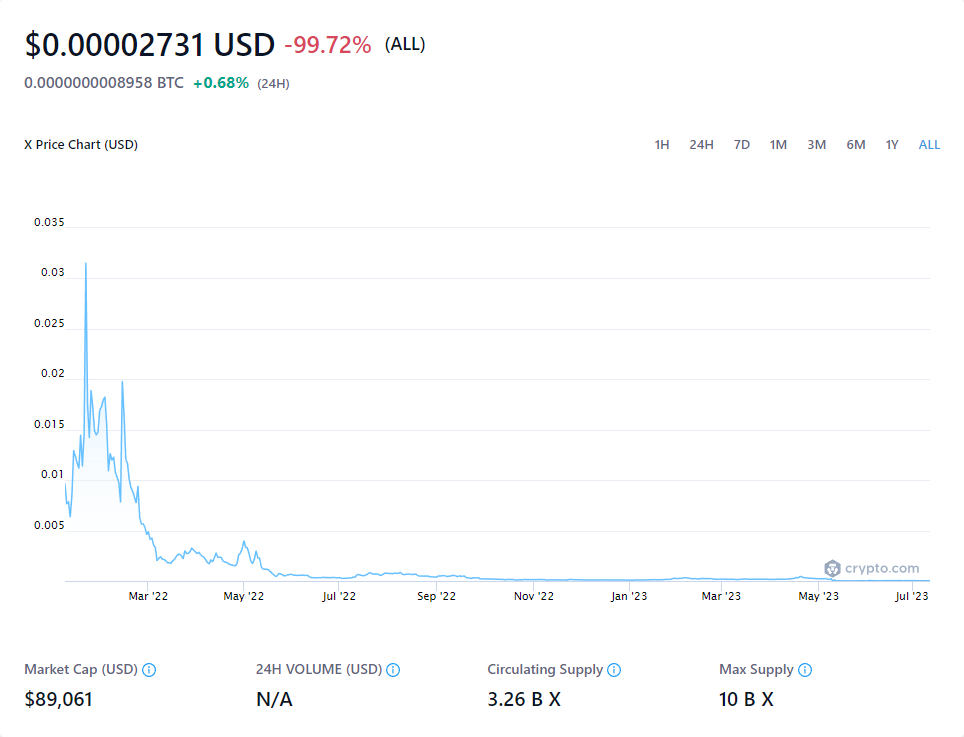 $0.00002731 USD -99.72% (ALL)
0.0000000008958 BTC +0.68% (24H)
X Price Chart (USD) 1H 24H 7D 1M 3M 6M 1Y ALL
0.035
0.03
0.025
0.02
0.015
0.01
0.005
crypto.com
Mar '22 May '22 Jul '22 Sep '22 Nov '22 Jan '23 Mar '23 May '23 Jul '23
Market Cap (USD) 24H VOLUME (USD) Circulating Supply Max Supply
$89,061 N/A 3.26 B X 10 B X